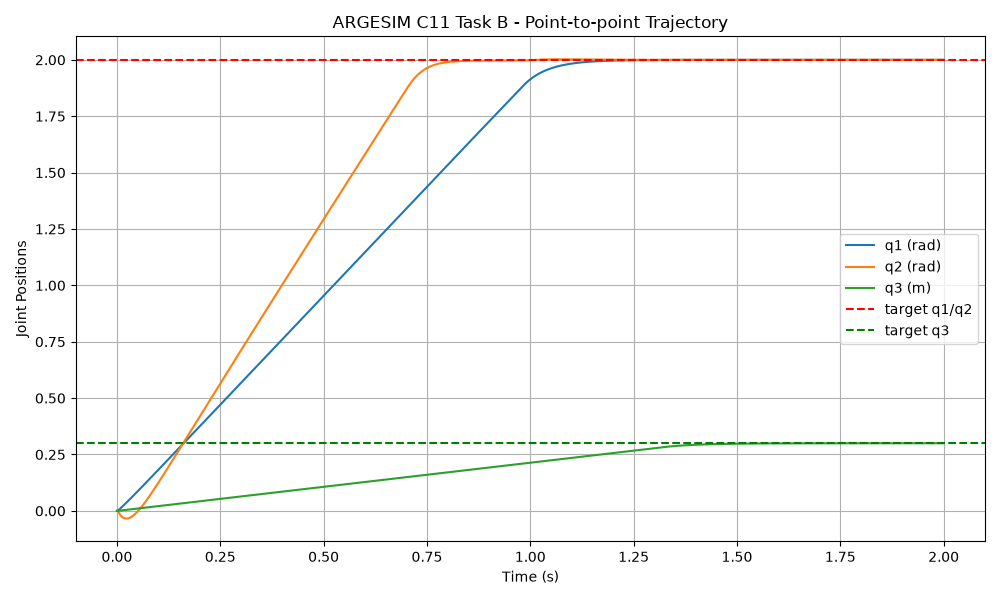 ARGESIM C11 Task B - Point-to-point Trajectory
Joint Positions
2.00
1.75
1.50
1.25
1.00
0.75
0.50
0.25
0.00
q1 (rad)
q2 (rad)
q3 (m)
target q1/q2
target q3
0.00 0.25 0.50 0.75 1.00 1.25 1.50 1.75 2.00
Time (s)